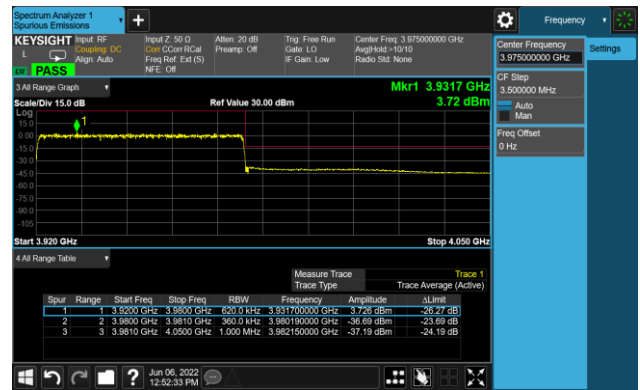 Spectrum Analyzer 1
Spurious Emissions
Frequency
KEYSIGHT
Input: RF
Coupling: DC
Align: Auto
Input Z: 50 Ω
Corr CCorr RCal
Freq Ref: Ext (S)
NFE: Off
Atten: 20 dB
Preamp: Off
Trig: Free Run
Gate: LO
IF Gain: Low
Center Freq: 3.975000000 GHz
Avg|Hold:>10/10
Radio Std: None
L
PASS
Center Frequency
3.975000000 GHz
Settings
CF Step
3.500000 MHz
Auto
Man
Freq Offset
0 Hz
3 All Range Graph
Mkr1 3.9317 GHz
Scale/Div 15.0 dB
Ref Value 30.00 dBm
3.72 dBm
Log
15.0
0.00
-15.0
-30.0
-45.0
-60.0
-75.0
-90.0
-105
1
Start 3.920 GHz
Stop 4.050 GHz
4 All Range Table
Measure Trace Trace 1
Trace Type Trace Average (Active)
Spur Range Start Freq Stop Freq RBW Frequency Amplitude ΔLimit
1 1 3.9200 GHz 3.9800 GHz 620.0 kHz 3.931700000 GHz 3.726 dBm -26.27 dB
2 2 3.9800 GHz 3.9810 GHz 360.0 kHz 3.980190000 GHz -36.69 dBm -23.69 dB
3 3 3.9810 GHz 4.0500 GHz 1.000 MHz 3.982150000 GHz -37.19 dBm -24.19 dB
Jun 06, 2022
12:52:33 PM